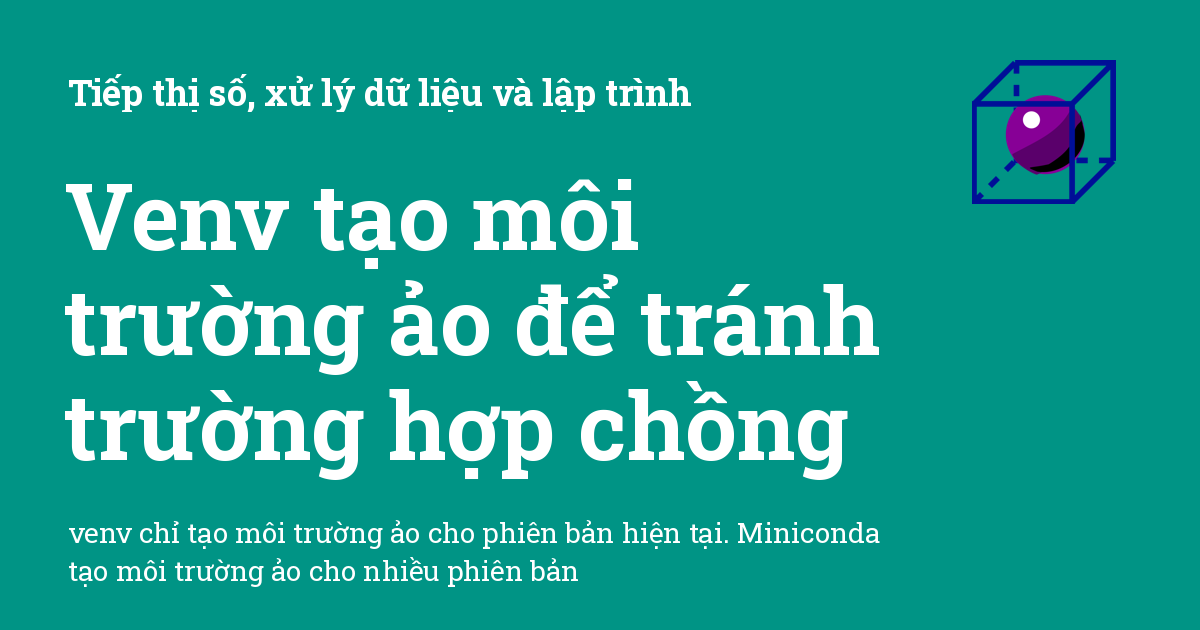 Tiếp thị số, xử lý dữ liệu và lập trình
Venv tạo môi
trường ảo để tránh
trường hợp chồng
venv chỉ tạo môi trường ảo cho phiên bản hiện tại. Miniconda
tạo môi trường ảo cho nhiều phiên bản